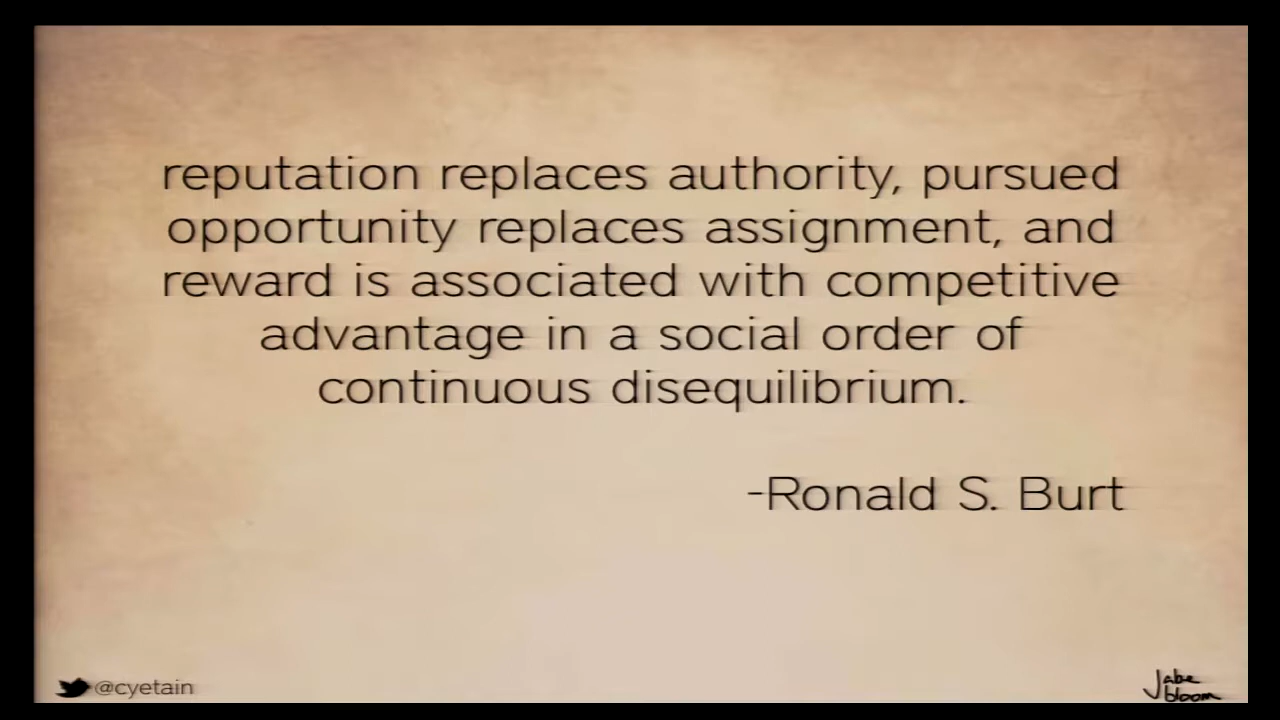 reputation replaces authority, pursued
opportunity replaces assignment, and
reward is associated with competitive
advantage in a social order of
continuous disequilibrium.
-Ronald S. Burt
@cyetain
Jabe
bloom